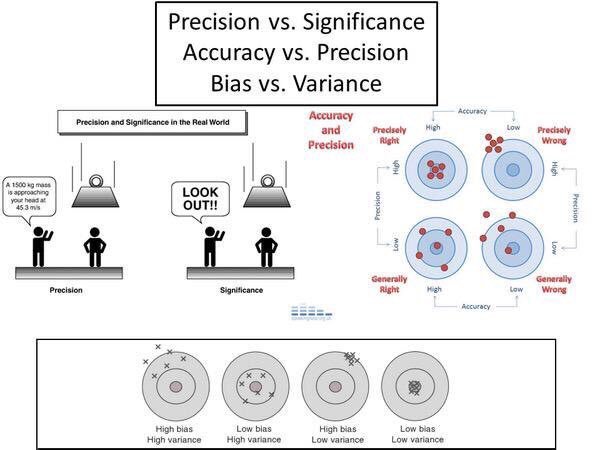 Precision vs. Significance
Accuracy vs. Precision
Bias vs. Variance
Precision and Significance in the Real World
A 1500 kg mass
is approaching
your head at
45.3 m/s
LOOK
OUT!!
Precision
Significance
Accuracy
and
Precision
Accuracy
High
Low
Precisely
Right
Precisely
Wrong
High
High
Precision
Precision
Low
Low
Generally
Right
Generally
Wrong
High
Low
Accuracy
High bias
High variance
Low bias
High variance
High bias
Low variance
Low bias
Low variance